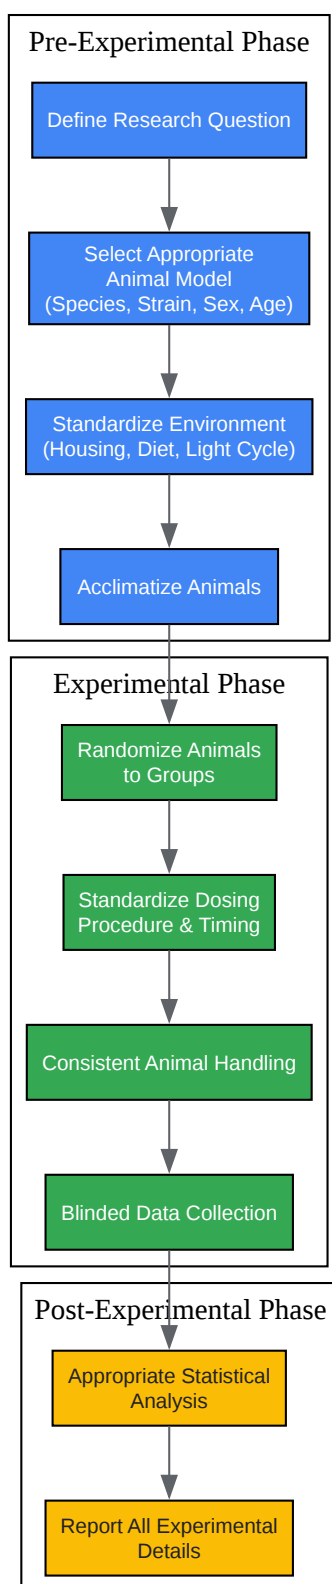 Pre-Experimental Phase
Define Research Question
Select Appropriate
Animal Model
(Species, Strain, Sex, Age)
Standardize Environment
(Housing, Diet, Light Cycle)
Acclimatize Animals
Experimental Phase
Randomize Animals
to Groups
Standardize Dosing
Procedure & Timing
Consistent Animal Handling
Blinded Data Collection
Post-Experimental Phase
Appropriate Statistical
Analysis
Report All Experimental
Details